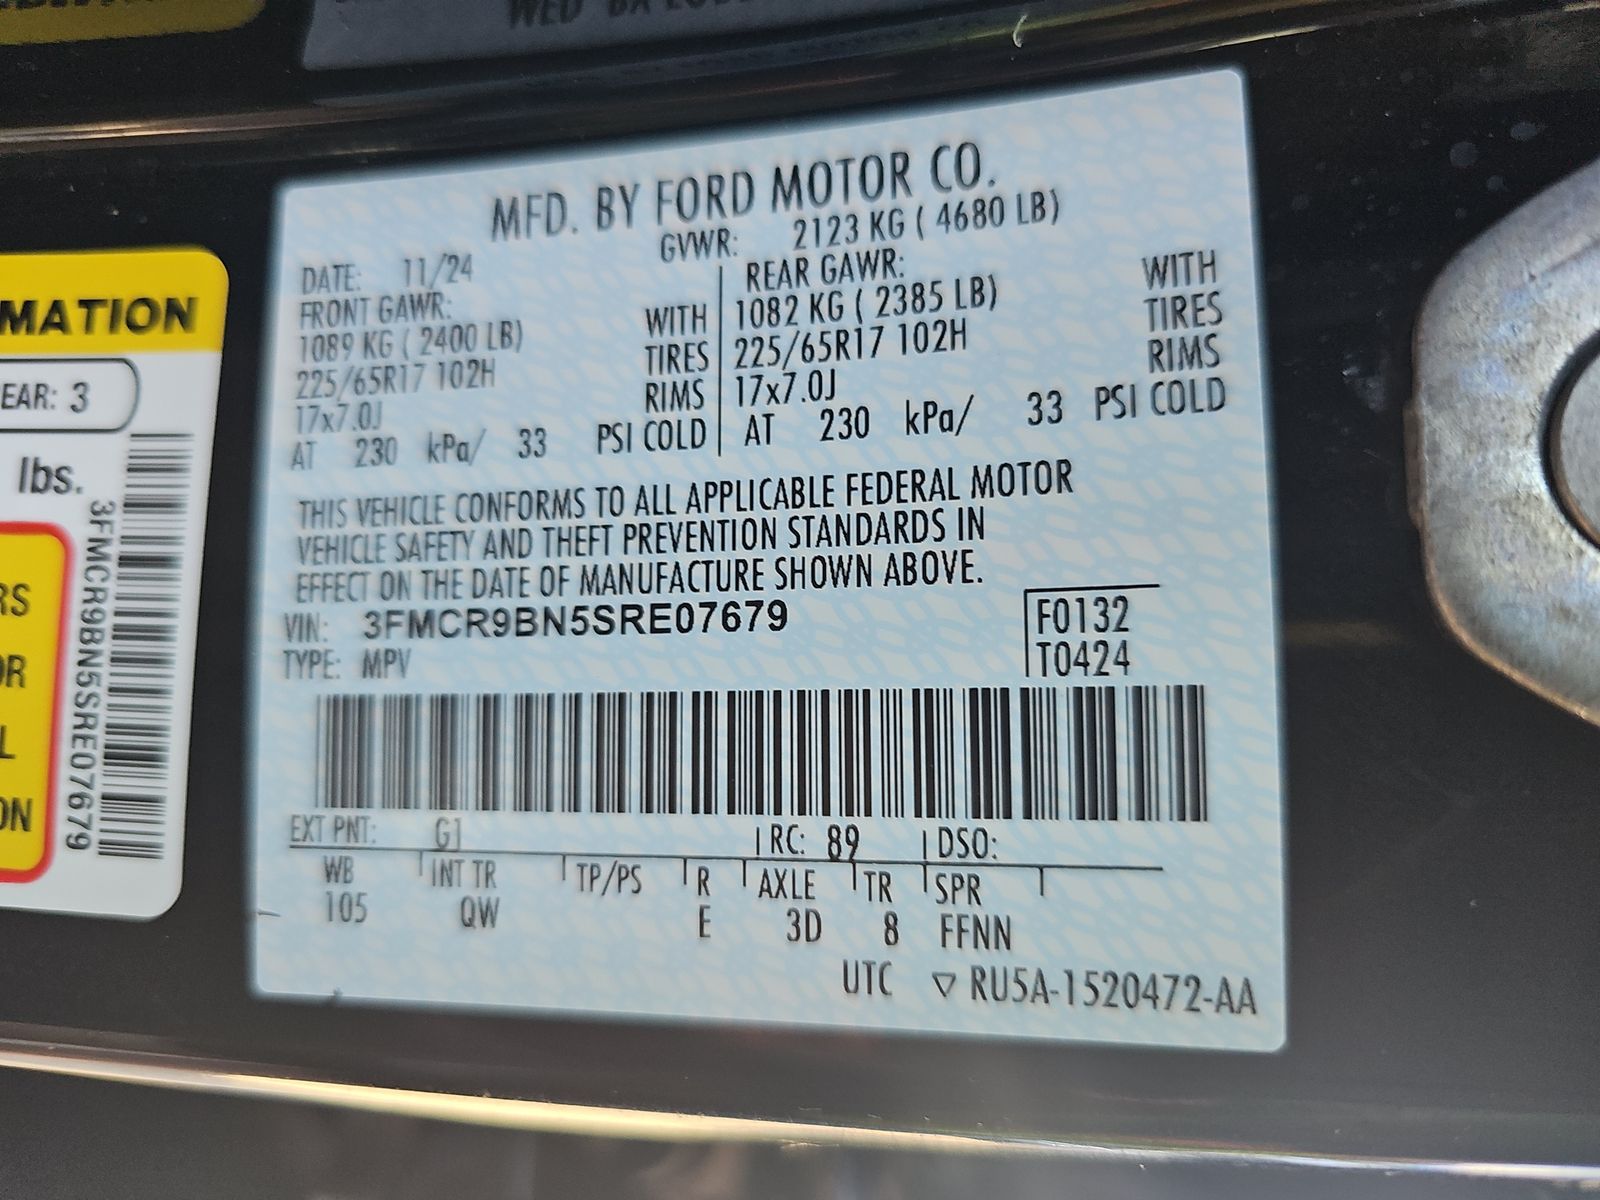 MFD. BY FORD MOTOR CO.
DATE: 11/24 GVWR: 2123 KG ( 4680 LB)
FRONT GAWR: REAR GAWR:
1089 KG ( 2400 LB) WITH 1082 KG ( 2385 LB) WITH
225/65R17 102H TIRES 225/65R17 102H TIRES
17x7.0J RIMS 17x7.0J RIMS
AT 230 kPa/ 33 PSI COLD AT 230 kPa/ 33 PSI COLD
THIS VEHICLE CONFORMS TO ALL APPLICABLE FEDERAL MOTOR
VEHICLE SAFETY AND THEFT PREVENTION STANDARDS IN
EFFECT ON THE DATE OF MANUFACTURE SHOWN ABOVE.
VIN: 3FMCR9BN5SRE07679 F0132
TYPE: MPV T0424
EXT PNT: G1 RC: 89 DSO:
WB INT TR TP/PS R AXLE TR SPR
105 QW E 3D 8 FFNN
UTC ▽ RU5A-1520472-AA
MATION
EAR: 3
lbs.
3FMCR9BN5SRE07679
RS
OR
L
ON
WED